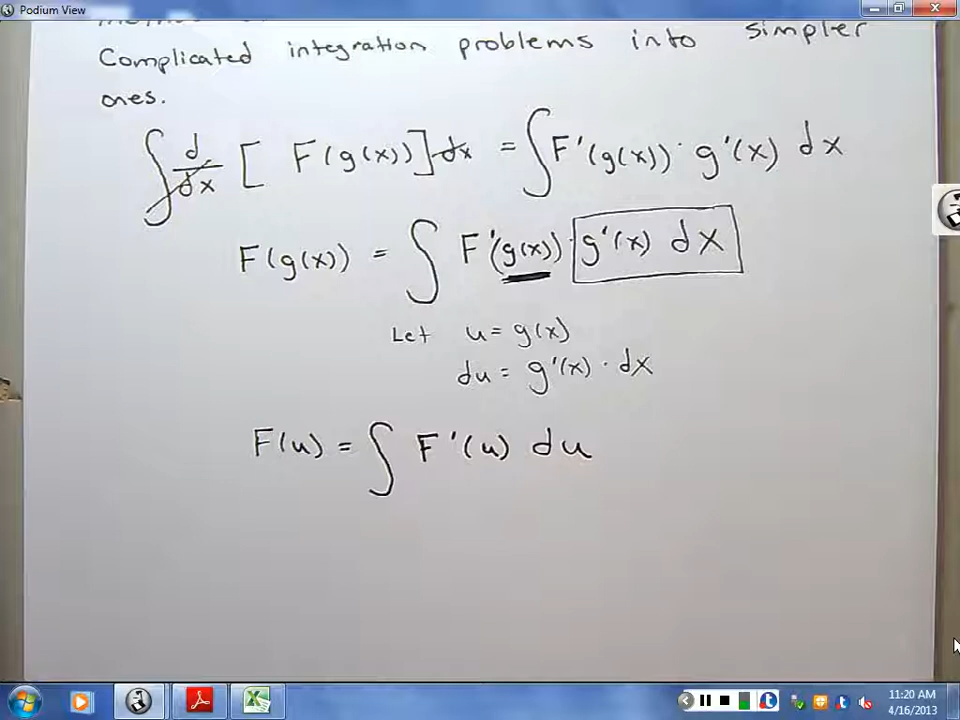 Podium View
Complicated integration problems into simpler
ones.
∫ d/dx [ F(g(x)) ] dx = ∫ F'(g(x)) · g'(x) dx
F(g(x)) = ∫ F'(g(x)) · g'(x) dx
Let u = g(x)
du = g'(x) · dx
F(u) = ∫ F'(u) du
11:20 AM
4/16/2013